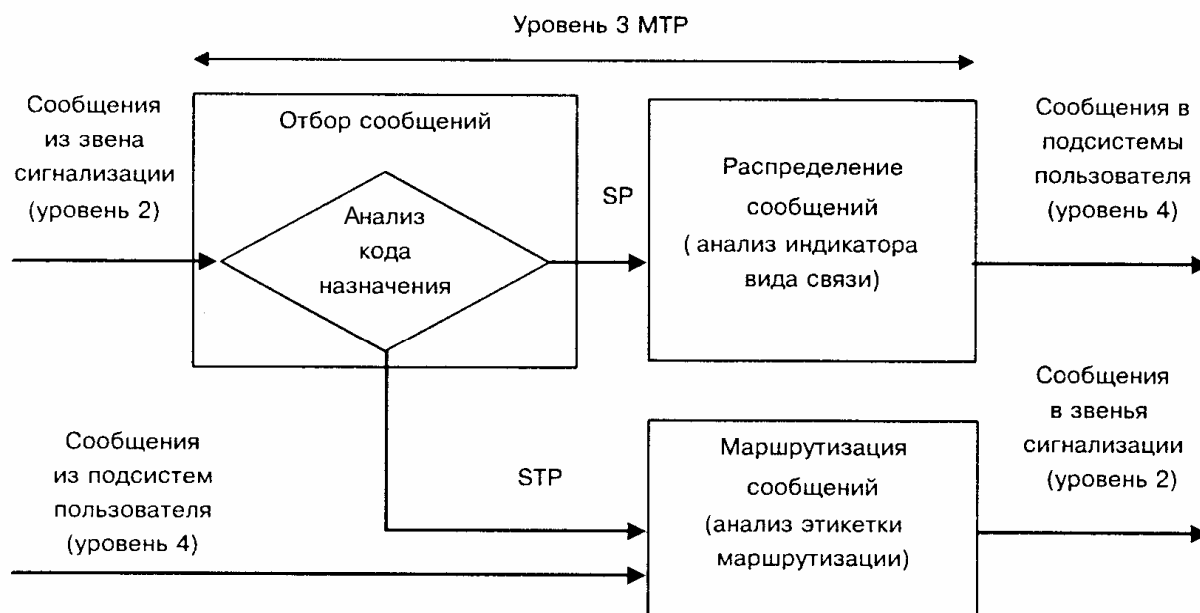 Уровень 3 МТР
Сообщения
из звена
сигнализации
(уровень 2)
Отбор сообщений
Анализ
кода
назначения
SP
Распределение
сообщений
( анализ индикатора
вида связи)
Сообщения в
подсистемы
пользователя
(уровень 4)
Сообщения
из подсистем
пользователя
(уровень 4)
STP
Маршрутизация
сообщений
(анализ этикетки
маршрутизации)
Сообщения
в звенья
сигнализации
(уровень 2)